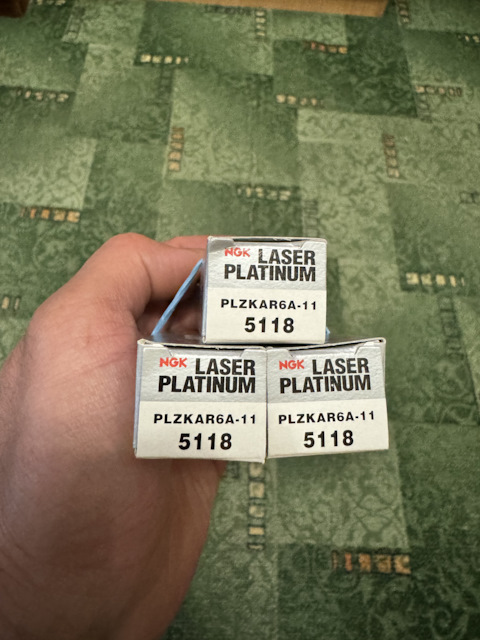 NGK LASER
PLATINUM
PLZKAR6A-11
5118
NGK LASER
PLATINUM
PLZKAR6A-11
5118
NGK LASER
PLATINUM
PLZKAR6A-11
5118